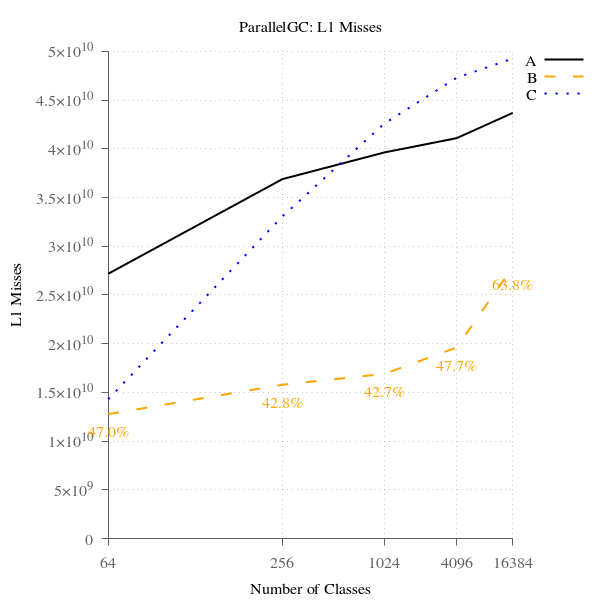 ParallelGC: L1 Misses
5×10^10
4.5×10^10
4×10^10
3.5×10^10
3×10^10
2.5×10^10
2×10^10
1.5×10^10
1×10^10
5×10^9
0
L1 Misses
A
B
C
63.8%
47.7%
42.7%
42.8%
47.0%
64 256 1024 4096 16384
Number of Classes